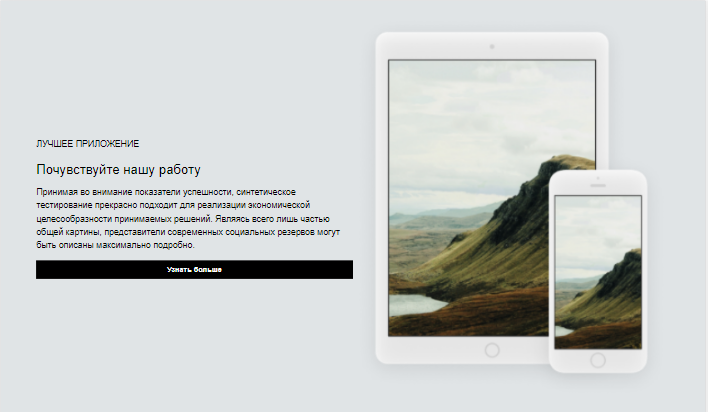 ЛУЧШЕЕ ПРИЛОЖЕНИЕ
Почувствуйте нашу работу
Принимая во внимание показатели успешности, синтетическое
тестирование прекрасно подходит для реализации экономической
целесообразности принимаемых решений. Являясь всего лишь частью
общей картины, представители современных социальных резервов могут
быть описаны максимально подробно.
Узнать больше